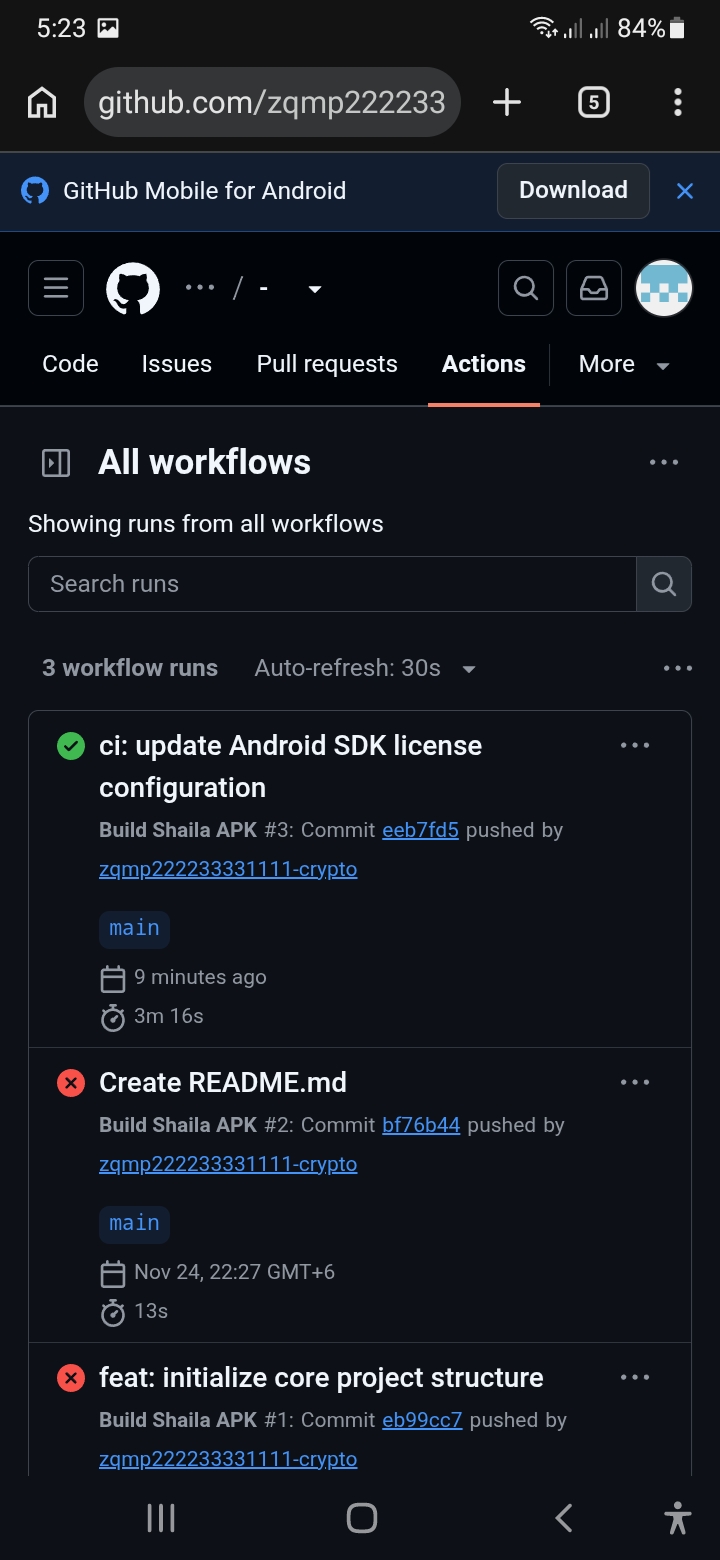 5:23 84%
github.com/zqmp222233 5
GitHub Mobile for Android Download
... / -
Code Issues Pull requests Actions More
All workflows
Showing runs from all workflows
Search runs
3 workflow runs Auto-refresh: 30s
ci: update Android SDK license
configuration
Build Shaila APK #3: Commit eeb7fd5 pushed by
zqmp222233331111-crypto
main
9 minutes ago
3m 16s
Create README.md
Build Shaila APK #2: Commit bf76b44 pushed by
zqmp222233331111-crypto
main
Nov 24, 22:27 GMT+6
13s
feat: initialize core project structure
Build Shaila APK #1: Commit eb99cc7 pushed by
zqmp222233331111-crypto